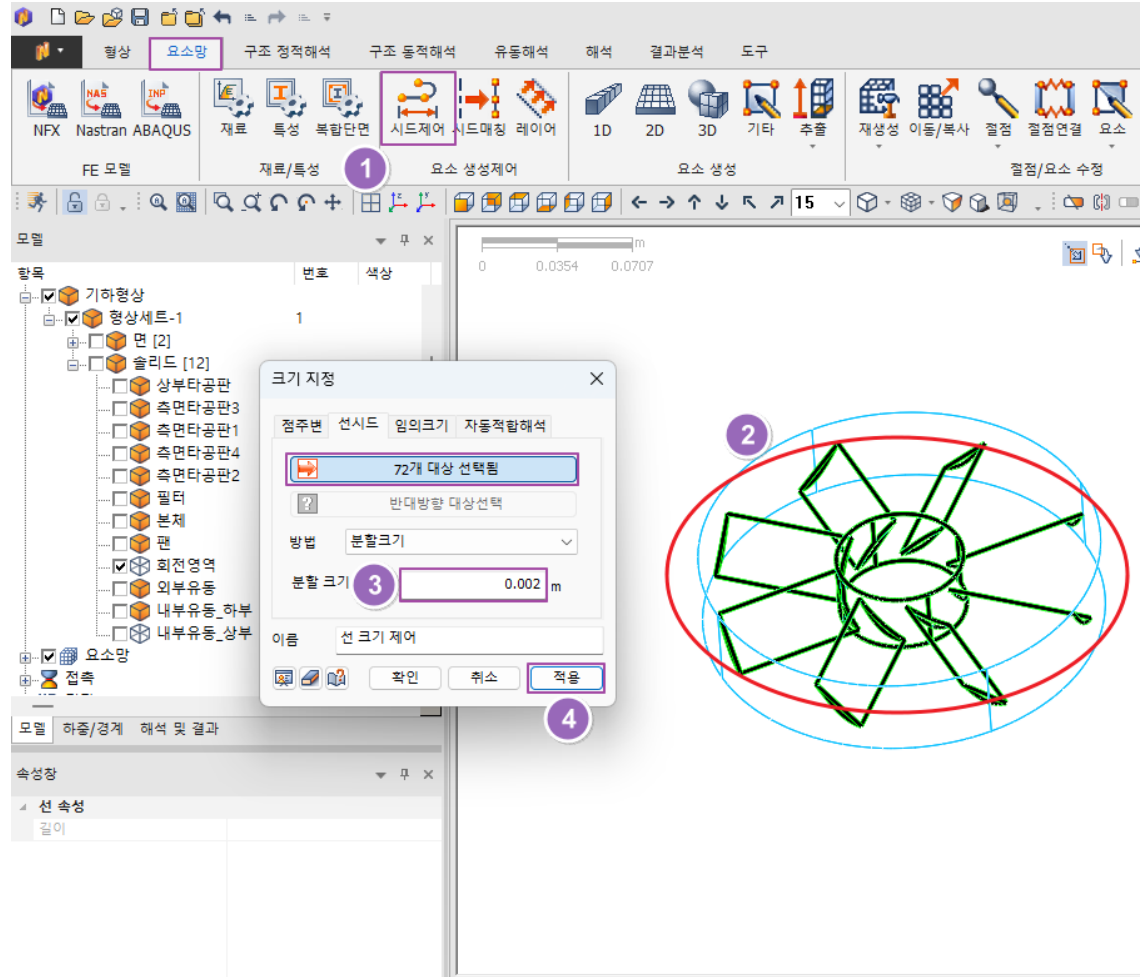 형상 요소망 구조 정적해석 구조 동적해석 유동해석 해석 결과분석 도구
NAS INP
NFX Nastran ABAQUS 재료 특성 복합단면 시드제어 시드매칭 레이어 1D 2D 3D 기타 추출 재생성 이동/복사 절점 절점연결 요소
FE 모델 재료/특성 1 요소 생성제어 요소 생성 절점/요소 수정
15
모델
항목 번호 색상
기하형상
형상세트-1 1
면 [2]
솔리드 [12]
상부타공판
측면타공판3
측면타공판1
측면타공판4
측면타공판2
필터
본체
팬
회전영역
외부유동
내부유동_하부
내부유동_상부
요소망
접촉
모델 하중/경계 해석 및 결과
속성창
선 속성
길이
크기 지정
점주변 선시드 임의크기 자동적합해석
72개 대상 선택됨
반대방향 대상선택
방법 분할크기
분할 크기 3 0.002 m
이름 선 크기 제어
확인 취소 적용
4
m
0 0.0354 0.0707
2